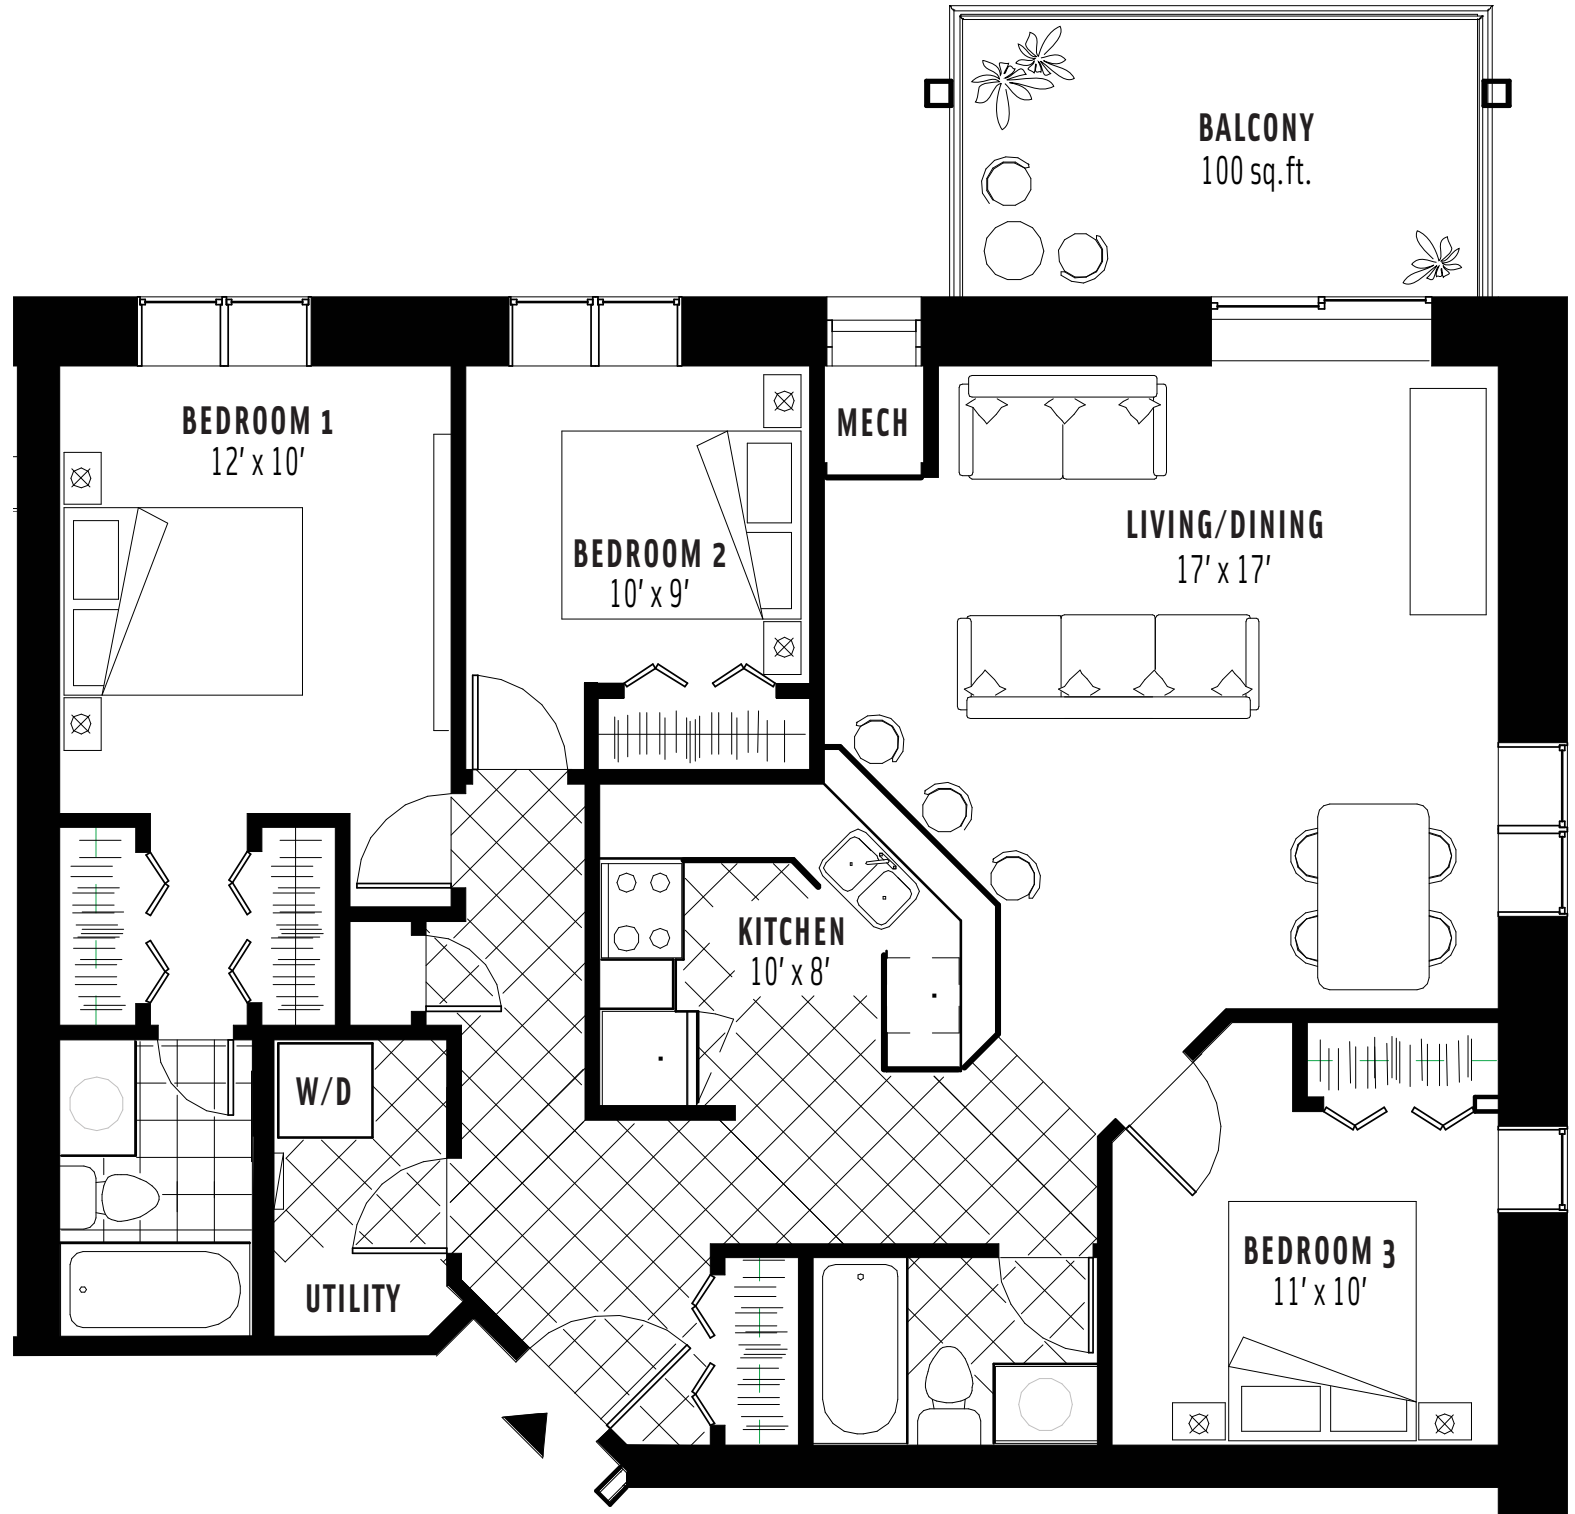 BALCONY
100 sq.ft.
BEDROOM 1
12' x 10'
MECH
BEDROOM 2
10' x 9'
LIVING/DINING
17' x 17'
KITCHEN
10' x 8'
W/D
UTILITY
BEDROOM 3
11' x 10'